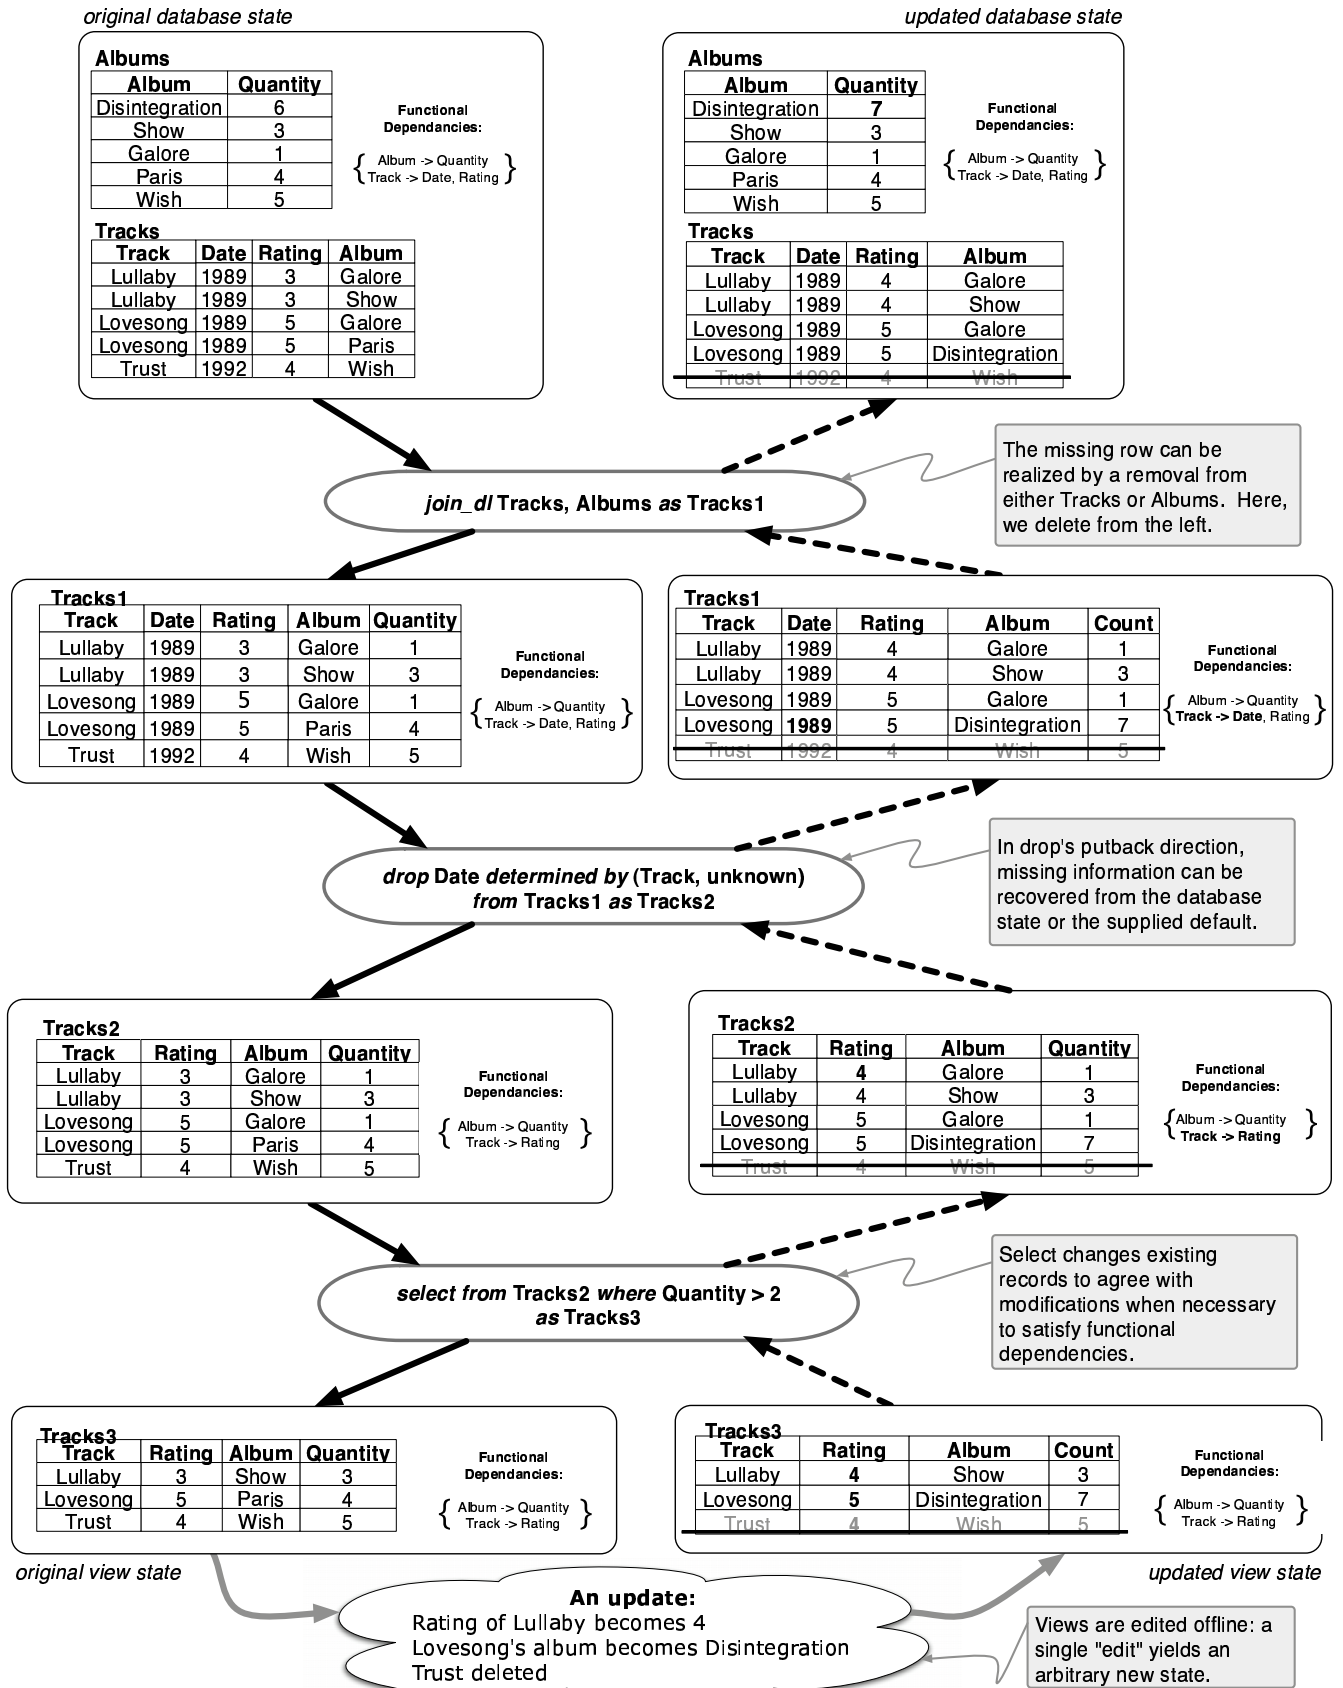 original database state
updated database state
Albums
Album Quantity
Disintegration 6
Show 3
Galore 1
Paris 4
Wish 5
Functional
Dependancies:
{ Album -> Quantity
Track -> Date, Rating }
Tracks
Track Date Rating Album
Lullaby 1989 3 Galore
Lullaby 1989 3 Show
Lovesong 1989 5 Galore
Lovesong 1989 5 Paris
Trust 1992 4 Wish
Albums
Album Quantity
Disintegration 7
Show 3
Galore 1
Paris 4
Wish 5
Functional
Dependancies:
{ Album -> Quantity
Track -> Date, Rating }
Tracks
Track Date Rating Album
Lullaby 1989 4 Galore
Lullaby 1989 4 Show
Lovesong 1989 5 Galore
Lovesong 1989 5 Disintegration
Trust 1992 4 Wish
join_dl Tracks, Albums as Tracks1
The missing row can be
realized by a removal from
either Tracks or Albums. Here,
we delete from the left.
Tracks1
Track Date Rating Album Quantity
Lullaby 1989 3 Galore 1
Lullaby 1989 3 Show 3
Lovesong 1989 5 Galore 1
Lovesong 1989 5 Paris 4
Trust 1992 4 Wish 5
Functional
Dependancies:
{ Album -> Quantity
Track -> Date, Rating }
Tracks1
Track Date Rating Album Count
Lullaby 1989 4 Galore 1
Lullaby 1989 4 Show 3
Lovesong 1989 5 Galore 1
Lovesong 1989 5 Disintegration 7
Trust 1992 4 Wish 5
Functional
Dependancies:
{ Album -> Quantity
Track -> Date, Rating }
drop Date determined by (Track, unknown)
from Tracks1 as Tracks2
In drop's putback direction,
missing information can be
recovered from the database
state or the supplied default.
Tracks2
Track Rating Album Quantity
Lullaby 3 Galore 1
Lullaby 3 Show 3
Lovesong 5 Galore 1
Lovesong 5 Paris 4
Trust 4 Wish 5
Functional
Dependancies:
{ Album -> Quantity
Track -> Rating }
Tracks2
Track Rating Album Quantity
Lullaby 4 Galore 1
Lullaby 4 Show 3
Lovesong 5 Galore 1
Lovesong 5 Disintegration 7
Trust 4 Wish 5
Functional
Dependancies:
{ Album -> Quantity
Track -> Rating }
select from Tracks2 where Quantity > 2
as Tracks3
Select changes existing
records to agree with
modifications when necessary
to satisfy functional
dependencies.
Tracks3
Track Rating Album Quantity
Lullaby 3 Show 3
Lovesong 5 Paris 4
Trust 4 Wish 5
Functional
Dependancies:
{ Album -> Quantity
Track -> Rating }
Tracks3
Track Rating Album Count
Lullaby 4 Show 3
Lovesong 5 Disintegration 7
Trust 4 Wish 5
Functional
Dependancies:
{ Album -> Quantity
Track -> Rating }
original view state
updated view state
An update:
Rating of Lullaby becomes 4
Lovesong's album becomes Disintegration
Trust deleted
Views are edited offline: a
single "edit" yields an
arbitrary new state.